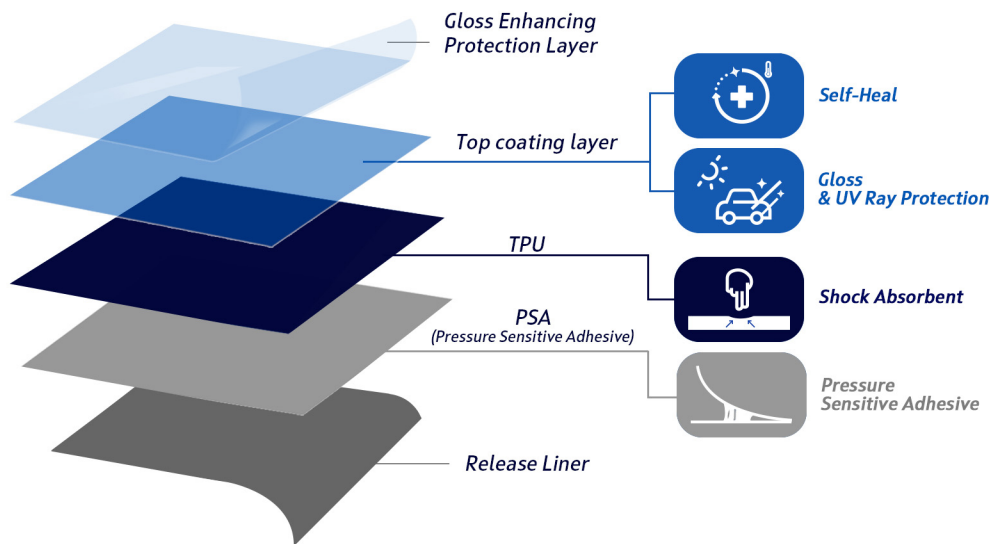 Gloss Enhancing
Protection Layer
Self-Heal
Top coating layer
Gloss
& UV Ray Protection
TPU
Shock Absorbent
PSA
(Pressure Sensitive Adhesive)
Pressure
Sensitive Adhesive
Release Liner